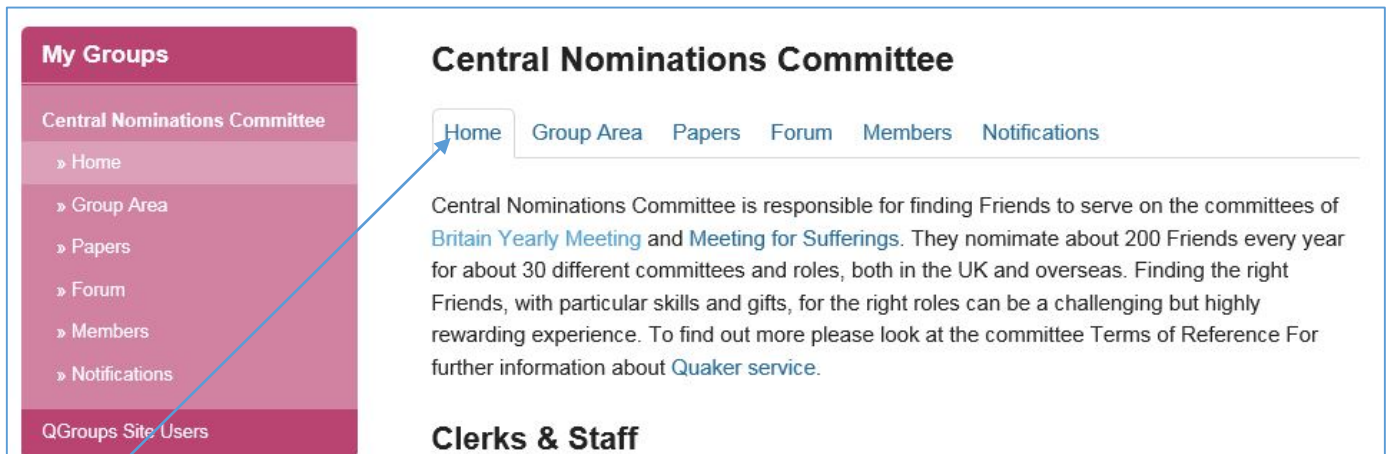 My Groups
Central Nominations Committee
» Home
» Group Area
» Papers
» Forum
» Members
» Notifications
QGroups Site Users
Central Nominations Committee
Home Group Area Papers Forum Members Notifications
Central Nominations Committee is responsible for finding Friends to serve on the committees of
Britain Yearly Meeting and Meeting for Sufferings. They nomimate about 200 Friends every year
for about 30 different committees and roles, both in the UK and overseas. Finding the right
Friends, with particular skills and gifts, for the right roles can be a challenging but highly
rewarding experience. To find out more please look at the committee Terms of Reference For
further information about Quaker service.
Clerks & Staff